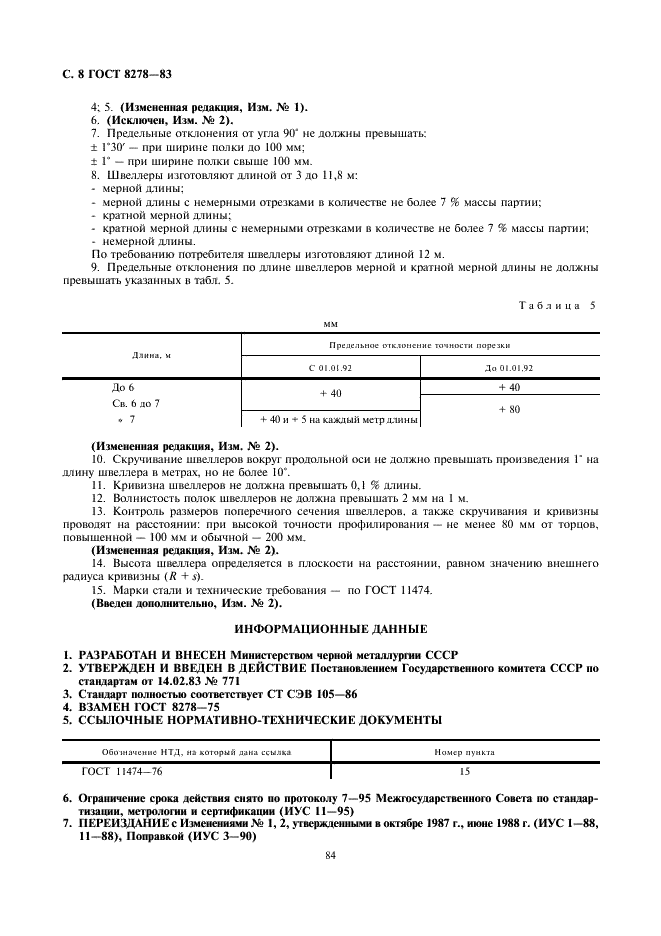 С. 8 ГОСТ 8278—83
4; 5. (Измененная редакция, Изм. № 1).
6. (Исключен, Изм. № 2).
7. Предельные отклонения от угла 90° не должны превышать:
± 1°30′ — при ширине полки до 100 мм;
± 1° — при ширине полки свыше 100 мм.
8. Швеллеры изготовляют длиной от 3 до 11,8 м:
- мерной длины;
- мерной длины с немерными отрезками в количестве не более 7 % массы партии;
- кратной мерной длины;
- кратной мерной длины с немерными отрезками в количестве не более 7 % массы партии;
- немерной длины.
По требованию потребителя швеллеры изготовляют длиной 12 м.
9. Предельные отклонения по длине швеллеров мерной и кратной мерной длины не должны
превышать указанных в табл. 5.
Таблица 5
мм
Длина, м
Предельное отклонение точности порезки
С 01.01.92
До 01.01.92
До 6
+ 40
+ 40
Св. 6 до 7
+ 80
« 7
+ 40 и + 5 на каждый метр длины
(Измененная редакция, Изм. № 2).
10. Скручивание швеллеров вокруг продольной оси не должно превышать произведения 1° на
длину швеллера в метрах, но не более 10°.
11. Кривизна швеллеров не должна превышать 0,1 % длины.
12. Волнистость полок швеллеров не должна превышать 2 мм на 1 м.
13. Контроль размеров поперечного сечения швеллеров, а также скручивания и кривизны
проводят на расстоянии: при высокой точности профилирования — не менее 80 мм от торцов,
повышенной — 100 мм и обычной — 200 мм.
(Измененная редакция, Изм. № 2).
14. Высота швеллера определяется в плоскости на расстоянии, равном значению внешнего
радиуса кривизны (R + s).
15. Марки стали и технические требования — по ГОСТ 11474.
(Введен дополнительно, Изм. № 2).
ИНФОРМАЦИОННЫЕ ДАННЫЕ
1. РАЗРАБОТАН И ВНЕСЕН Министерством черной металлургии СССР
2. УТВЕРЖДЕН И ВВЕДЕН В ДЕЙСТВИЕ Постановлением Государственного комитета СССР по
стандартам от 14.02.83 № 771
3. Стандарт полностью соответствует СТ СЭВ 105—86
4. ВЗАМЕН ГОСТ 8278—75
5. ССЫЛОЧНЫЕ НОРМАТИВНО-ТЕХНИЧЕСКИЕ ДОКУМЕНТЫ
Обозначение НТД, на который дана ссылка
Номер пункта
ГОСТ 11474—76
15
6. Ограничение срока действия снято по протоколу 7—95 Межгосударственного Совета по стандар-
тизации, метрологии и сертификации (ИУС 11—95)
7. ПЕРЕИЗДАНИЕ с Изменениями № 1, 2, утвержденными в октябре 1987 г., июне 1988 г. (ИУС 1—88,
11—88), Поправкой (ИУС 3—90)
84